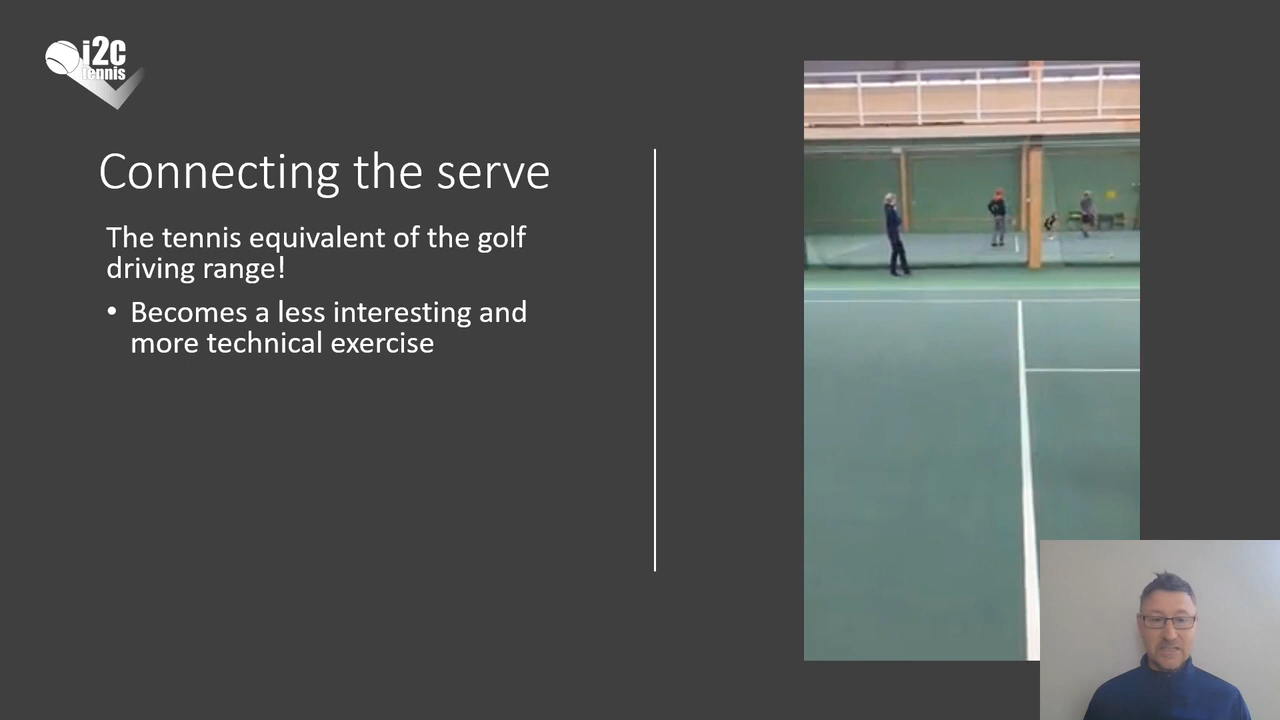 i2c
tennis
Connecting the serve
The tennis equivalent of the golf
driving range!
• Becomes a less interesting and
more technical exercise